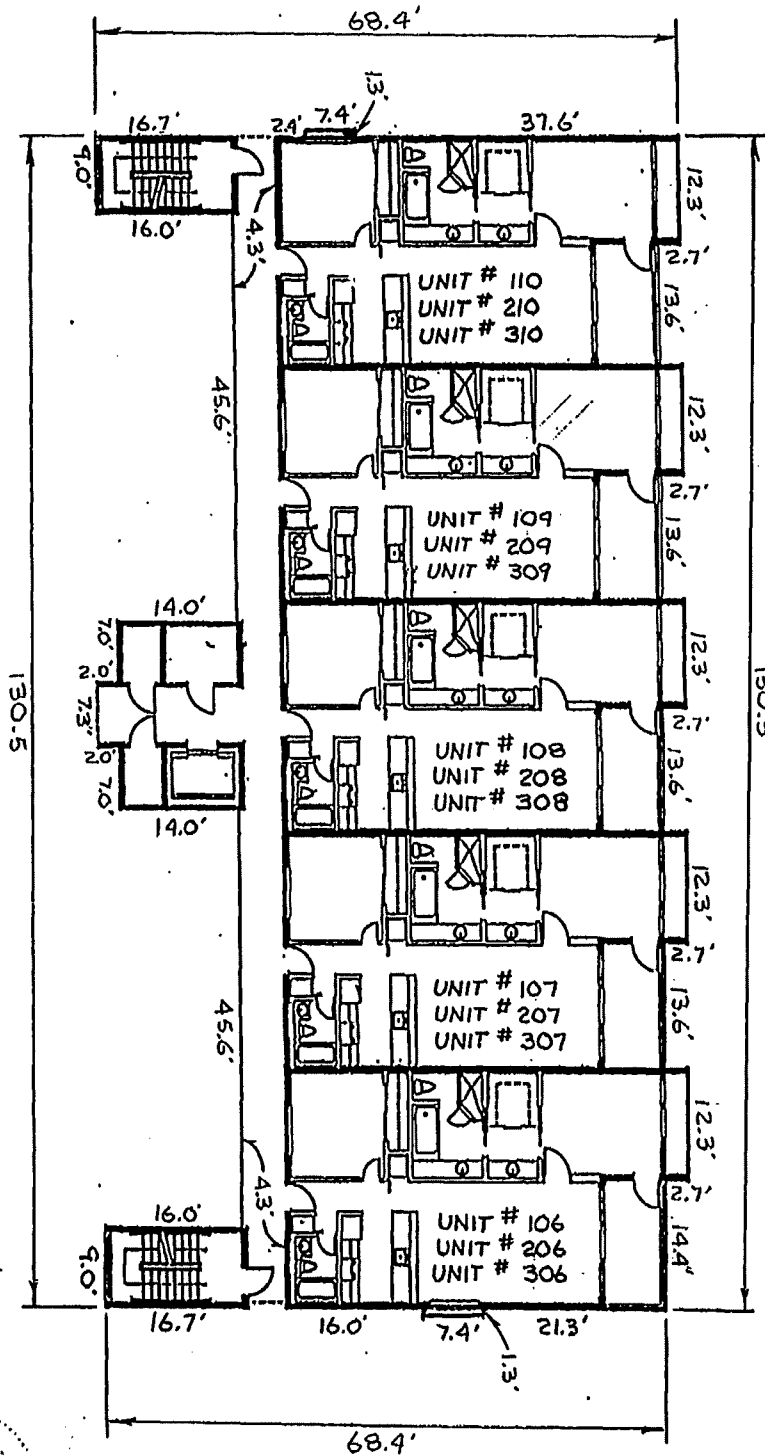 68.4'
1.3'
16.7' 2.4' 7.4' 37.6'
9.0' 12.3'
16.0' 4.3'
2.7'
UNIT # 110
UNIT # 210
UNIT # 310
13.6'
45.6'
12.3'
2.7'
UNIT # 109
UNIT # 209
UNIT # 309
13.6'
14.0'
7.0'
2.0'
7.3'
2.0'
7.0'
14.0'
12.3'
2.7'
130.5
130.5
UNIT # 108
UNIT # 208
UNIT # 308
13.6'
12.3'
2.7'
UNIT # 107
UNIT # 207
UNIT # 307
13.6'
45.6'
12.3'
2.7'
4.3'
16.0'
9.0'
UNIT # 106
UNIT # 206
UNIT # 306
14.4'
16.7' 16.0' 7.4' 21.3'
1.3'
68.4'